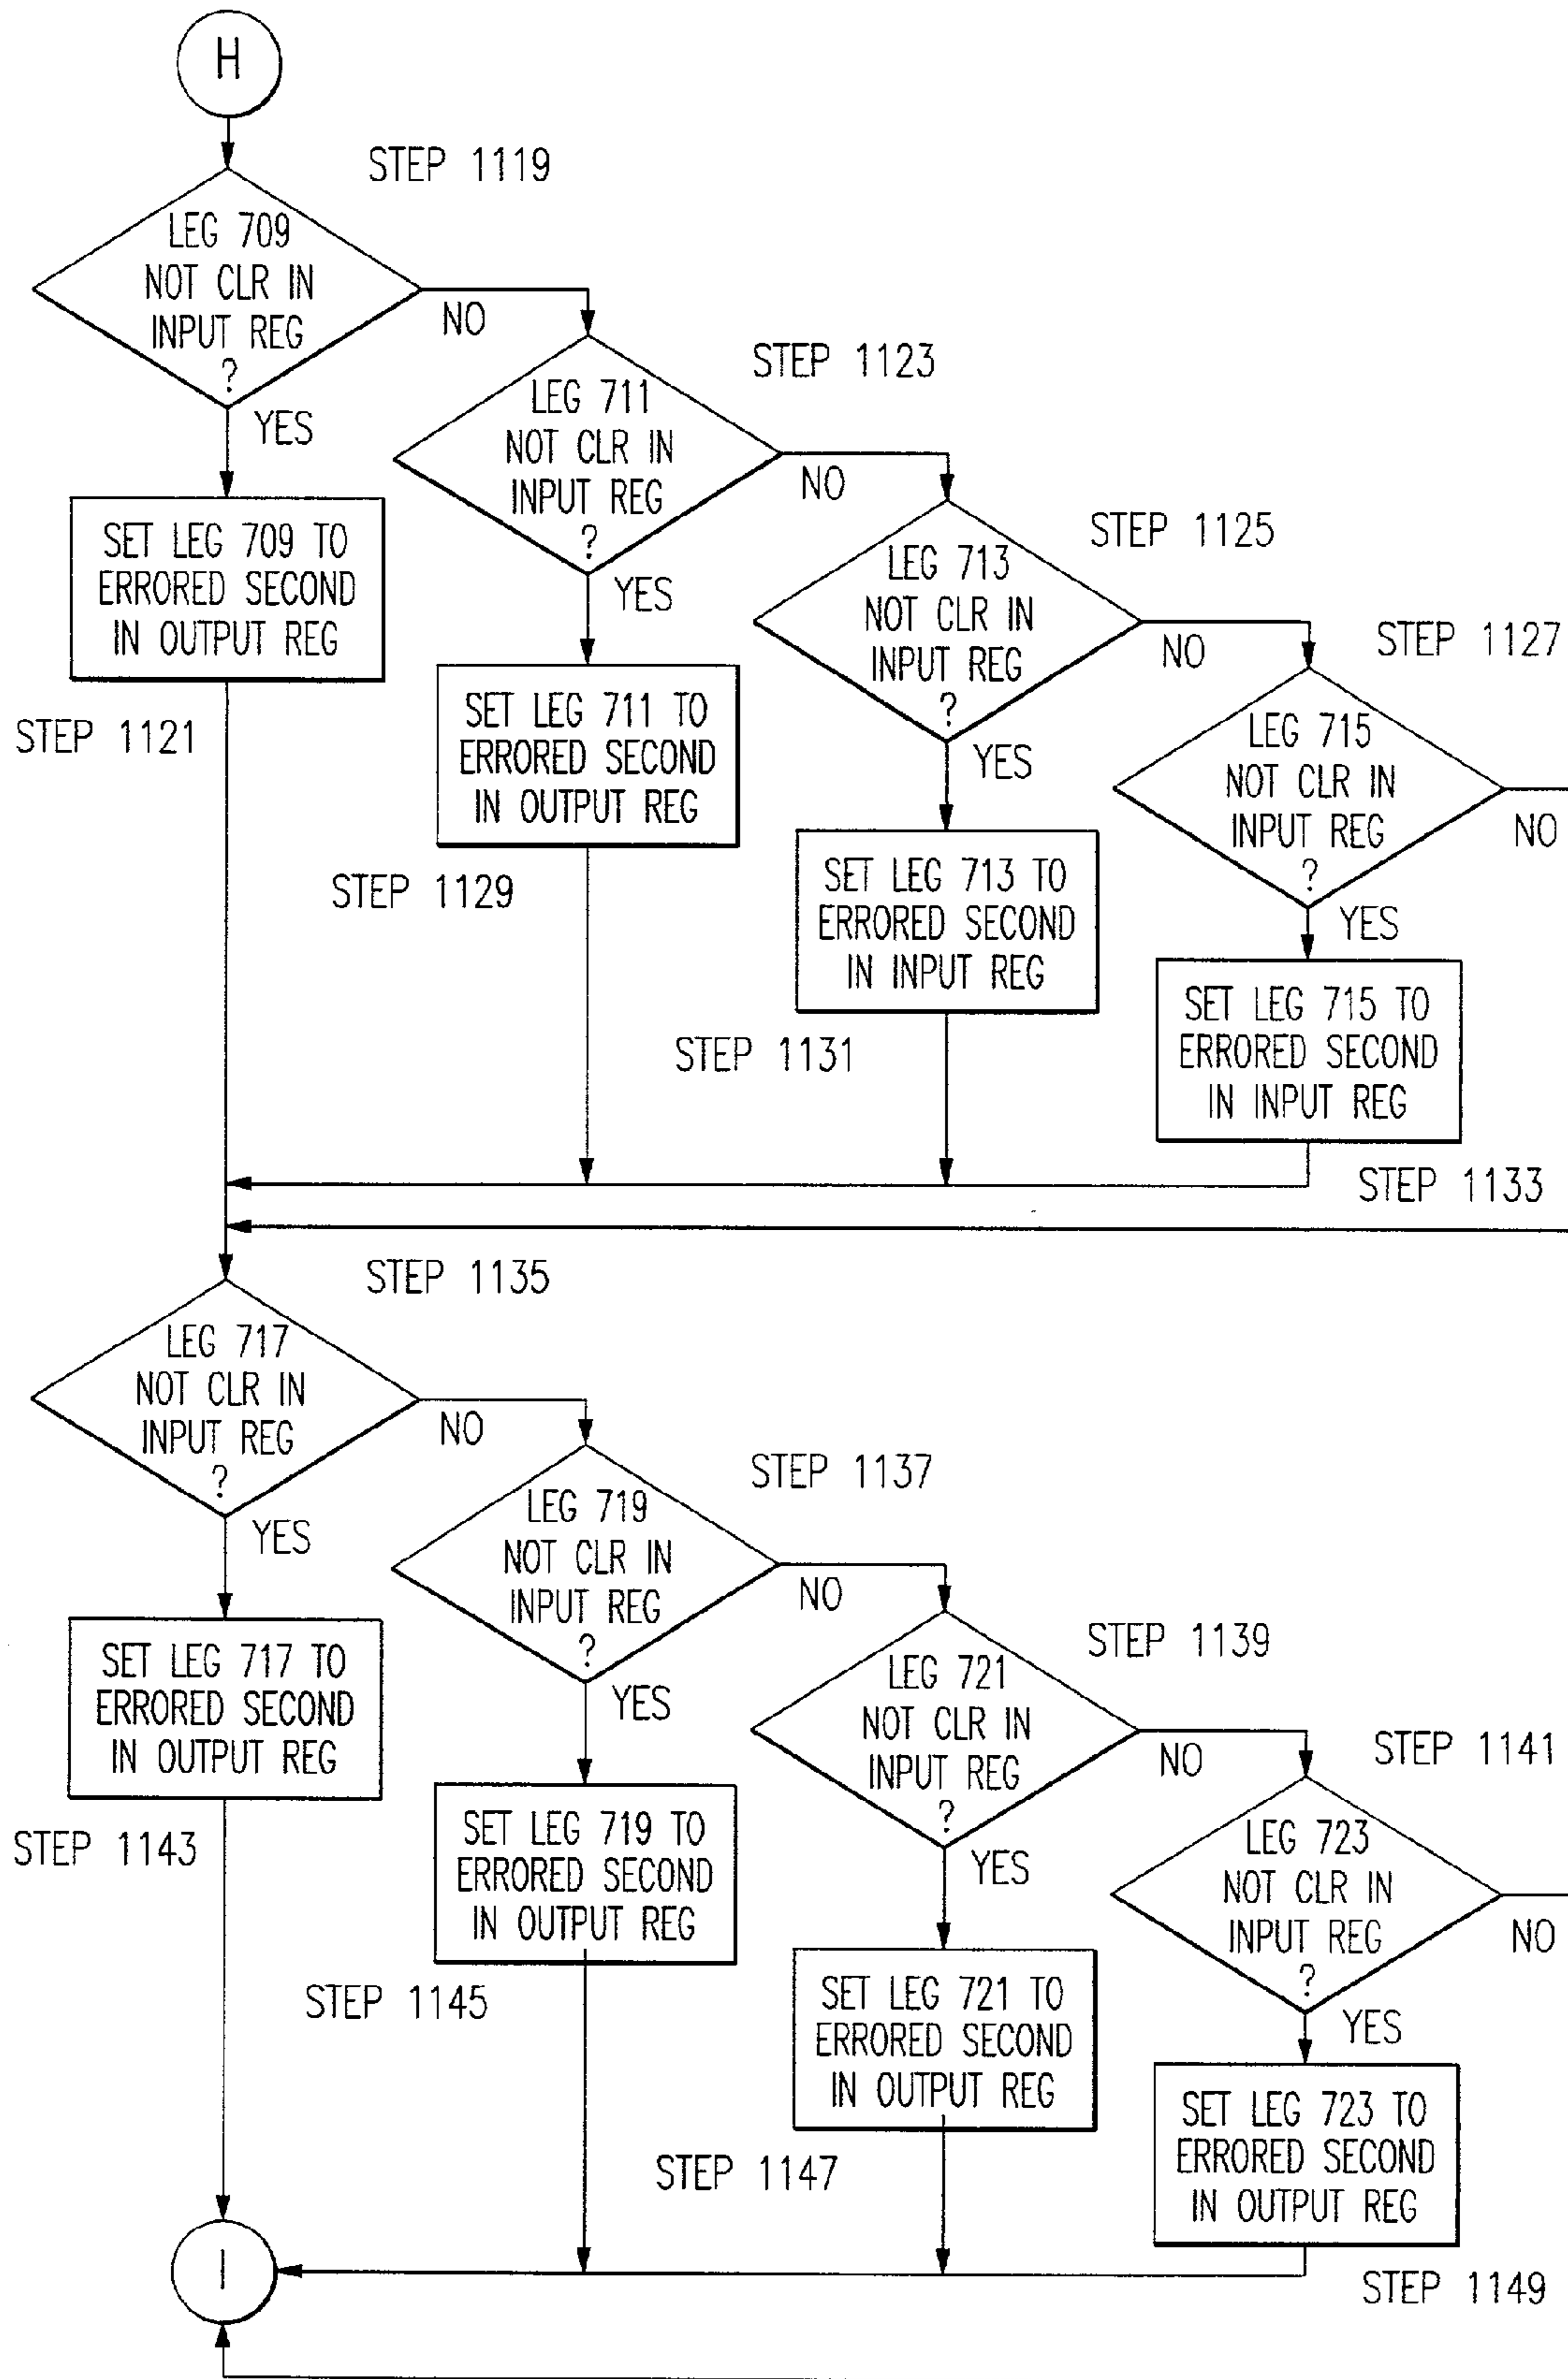 H
STEP 1119
LEG 709
NOT CLR IN
INPUT REG
?
NO
YES
STEP 1123
LEG 711
NOT CLR IN
INPUT REG
?
NO
YES
SET LEG 709 TO
ERRORED SECOND
IN OUTPUT REG
STEP 1121
STEP 1125
LEG 713
NOT CLR IN
INPUT REG
?
NO
YES
SET LEG 711 TO
ERRORED SECOND
IN OUTPUT REG
STEP 1129
STEP 1127
LEG 715
NOT CLR IN
INPUT REG
?
NO
YES
SET LEG 713 TO
ERRORED SECOND
IN INPUT REG
STEP 1131
SET LEG 715 TO
ERRORED SECOND
IN INPUT REG
STEP 1133
STEP 1135
LEG 717
NOT CLR IN
INPUT REG
?
NO
YES
STEP 1137
LEG 719
NOT CLR IN
INPUT REG
?
NO
YES
SET LEG 717 TO
ERRORED SECOND
IN OUTPUT REG
STEP 1143
STEP 1139
LEG 721
NOT CLR IN
INPUT REG
?
NO
YES
SET LEG 719 TO
ERRORED SECOND
IN OUTPUT REG
STEP 1145
STEP 1141
LEG 723
NOT CLR IN
INPUT REG
?
NO
YES
SET LEG 721 TO
ERRORED SECOND
IN OUTPUT REG
STEP 1147
SET LEG 723 TO
ERRORED SECOND
IN OUTPUT REG
STEP 1149
I